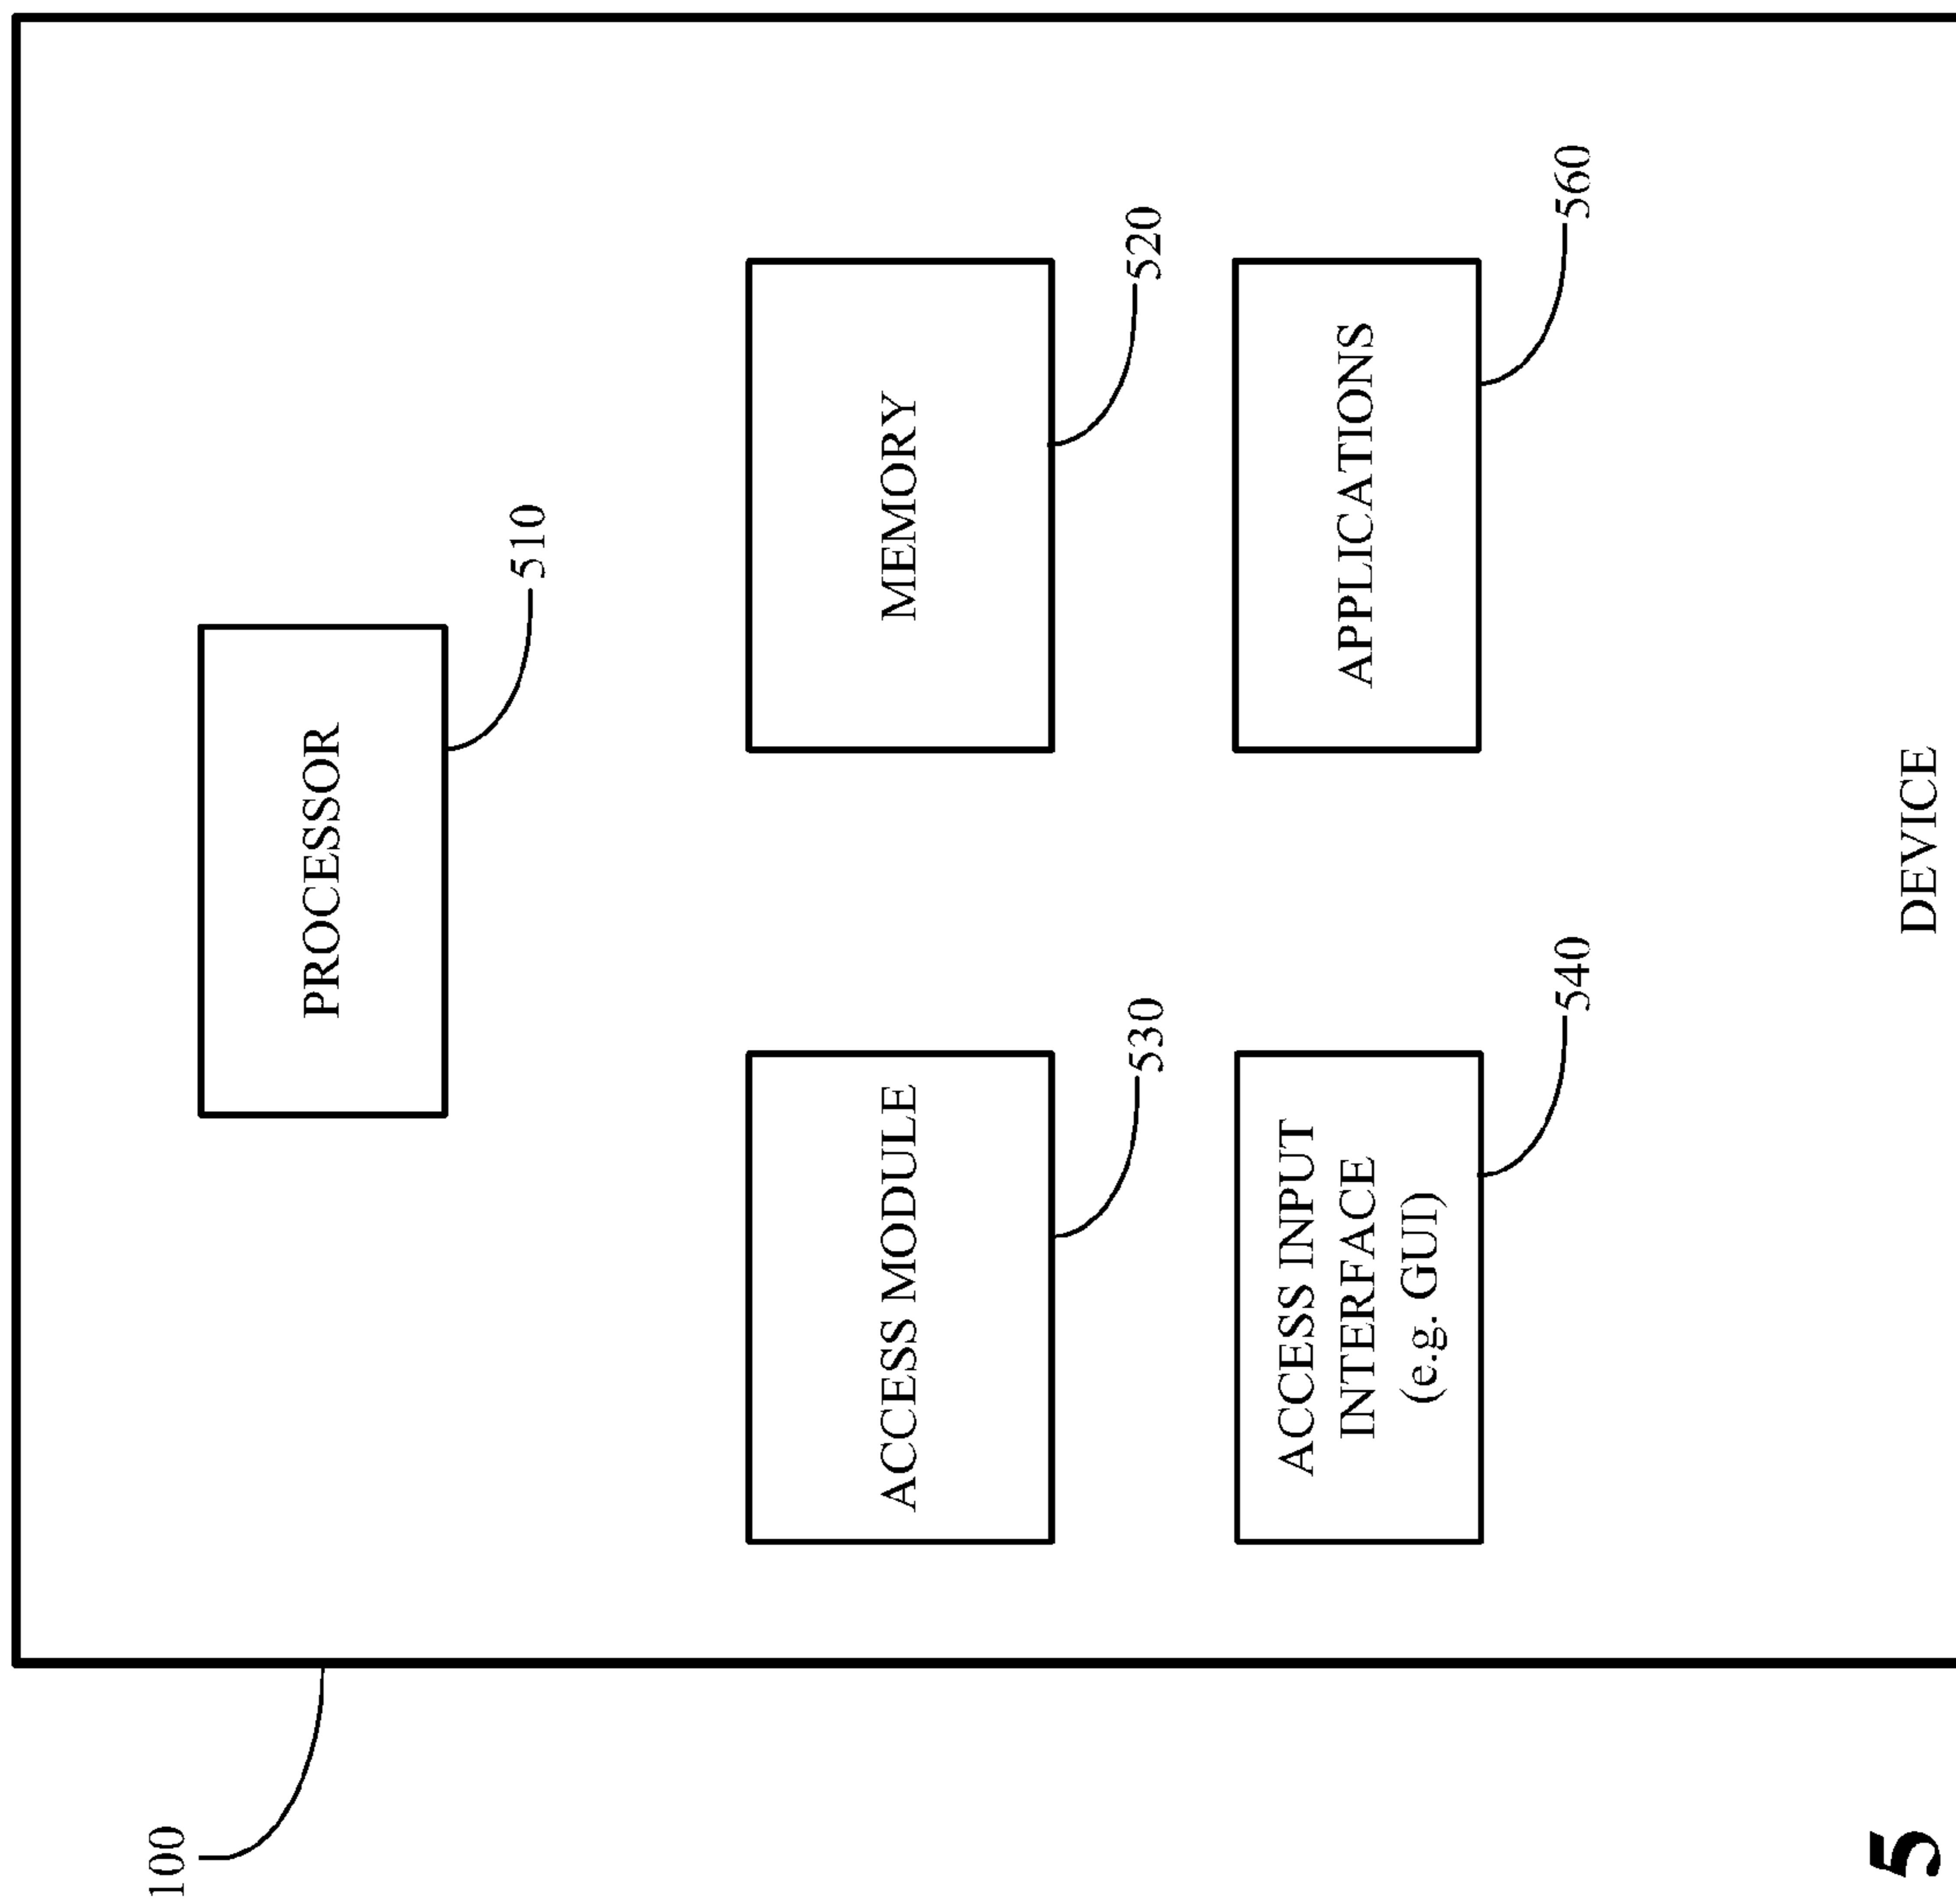 100
PROCESSOR
510
ACCESS MODULE
530
MEMORY
520
ACCESS INPUT
INTERFACE
(e.g. GUI)
540
APPLICATIONS
560
DEVICE
5